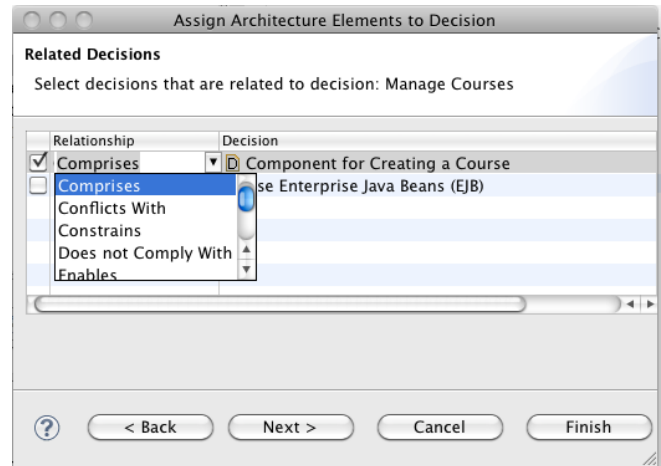 Assign Architecture Elements to Decision
Related Decisions
Select decisions that are related to decision: Manage Courses
Relationship Decision
Comprises D Component for Creating a Course
Comprises se Enterprise Java Beans (EJB)
Conflicts With
Constrains
Does not Comply With
Enables
? < Back Next > Cancel Finish